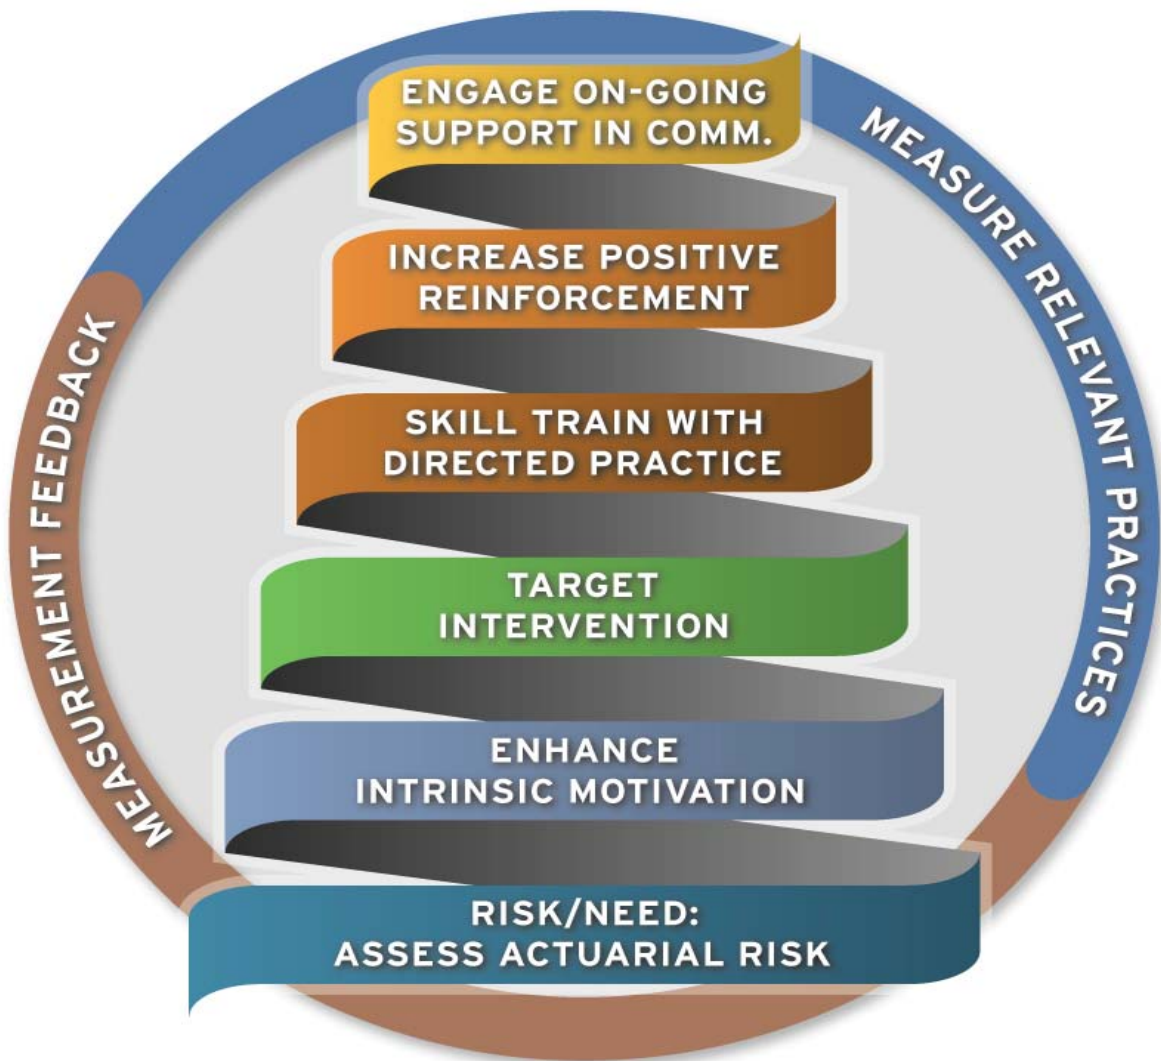 ENGAGE ON-GOING
SUPPORT IN COMM.
INCREASE POSITIVE
REINFORCEMENT
SKILL TRAIN WITH
DIRECTED PRACTICE
TARGET
INTERVENTION
ENHANCE
INTRINSIC MOTIVATION
RISK/NEED:
ASSESS ACTUARIAL RISK
MEASURE RELEVANT PRACTICES
MEASUREMENT FEEDBACK